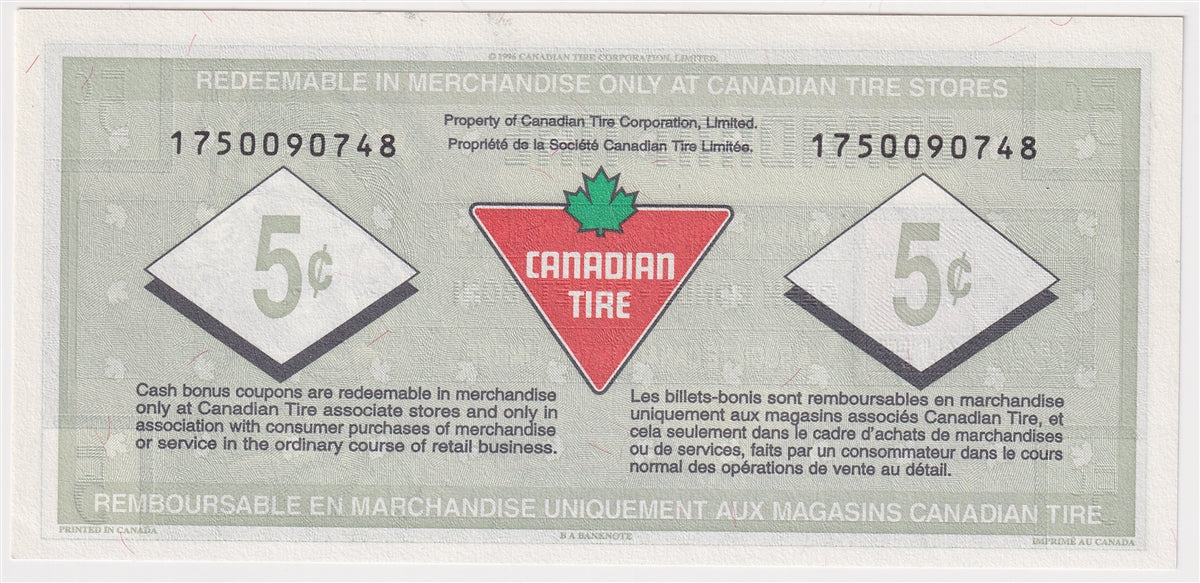 © 1996 CANADIAN TIRE CORPORATION, LIMITED.
REDEEMABLE IN MERCHANDISE ONLY AT CANADIAN TIRE STORES
Property of Canadian Tire Corporation, Limited.
Propriété de la Société Canadian Tire Limitée.
1750090748
1750090748
5¢
CANADIAN
TIRE
5¢
Cash bonus coupons are redeemable in merchandise
only at Canadian Tire associate stores and only in
association with consumer purchases of merchandise
or service in the ordinary course of retail business.
Les billets-bonis sont remboursables en marchandise
uniquement aux magasins associés Canadian Tire, et
cela seulement dans le cadre d'achats de marchandises
ou de services, faits par un consommateur dans le cours
normal des opérations de vente au détail.
REMBOURSABLE EN MARCHANDISE UNIQUEMENT AUX MAGASINS CANADIAN TIRE
PRINTED IN CANADA
B A BANKNOTE
IMPRIMÉ AU CANADA